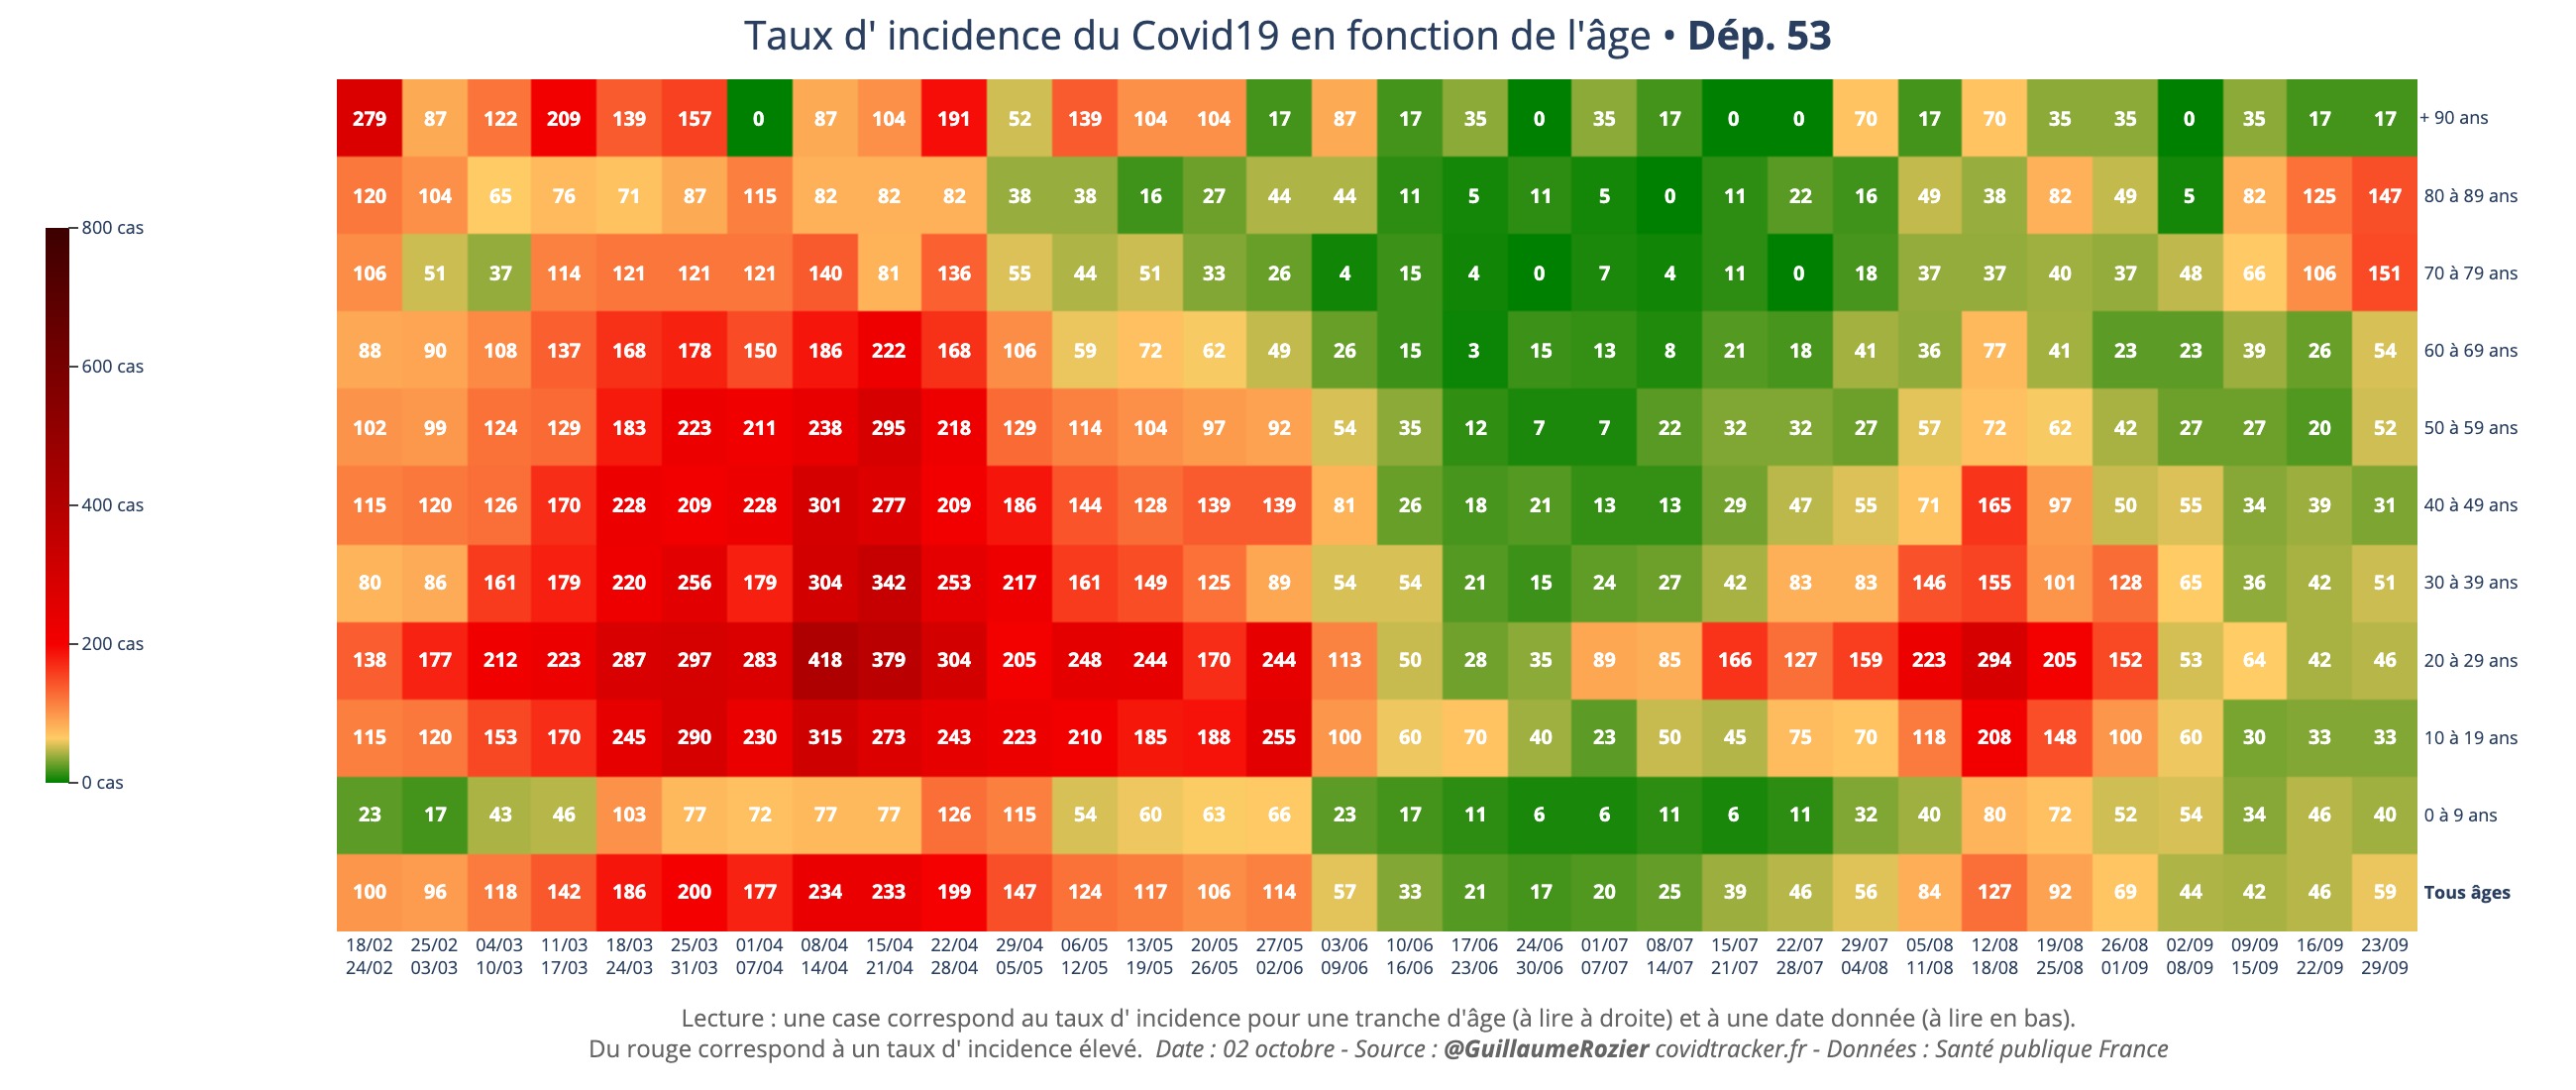 Taux d' incidence du Covid19 en fonction de l'âge • Dép. 53
279 87 122 209 139 157 0 87 104 191 52 139 104 104 17 87 17 35 0 35 17 0 0 70 17 70 35 35 0 35 17 17 + 90 ans
120 104 65 76 71 87 115 82 82 82 38 38 16 27 44 44 11 5 11 5 0 11 22 16 49 38 82 49 5 82 125 147 80 à 89 ans
106 51 37 114 121 121 121 140 81 136 55 44 51 33 26 4 15 4 0 7 4 11 0 18 37 37 40 37 48 66 106 151 70 à 79 ans
88 90 108 137 168 178 150 186 222 168 106 59 72 62 49 26 15 3 15 13 8 21 18 41 36 77 41 23 23 39 26 54 60 à 69 ans
102 99 124 129 183 223 211 238 295 218 129 114 104 97 92 54 35 12 7 7 22 32 32 27 57 72 62 42 27 27 20 52 50 à 59 ans
115 120 126 170 228 209 228 301 277 209 186 144 128 139 139 81 26 18 21 13 13 29 47 55 71 165 97 50 55 34 39 31 40 à 49 ans
80 86 161 179 220 256 179 304 342 253 217 161 149 125 89 54 54 21 15 24 27 42 83 83 146 155 101 128 65 36 42 51 30 à 39 ans
138 177 212 223 287 297 283 418 379 304 205 248 244 170 244 113 50 28 35 89 85 166 127 159 223 294 205 152 53 64 42 46 20 à 29 ans
115 120 153 170 245 290 230 315 273 243 223 210 185 188 255 100 60 70 40 23 50 45 75 70 118 208 148 100 60 30 33 33 10 à 19 ans
23 17 43 46 103 77 72 77 77 126 115 54 60 63 66 23 17 11 6 6 11 6 11 32 40 80 72 52 54 34 46 40 0 à 9 ans
100 96 118 142 186 200 177 234 233 199 147 124 117 106 114 57 33 21 17 20 25 39 46 56 84 127 92 69 44 42 46 59 Tous âges
18/02 25/02 04/03 11/03 18/03 25/03 01/04 08/04 15/04 22/04 29/04 06/05 13/05 20/05 27/05 03/06 10/06 17/06 24/06 01/07 08/07 15/07 22/07 29/07 05/08 12/08 19/08 26/08 02/09 09/09 16/09 23/09
24/02 03/03 10/03 17/03 24/03 31/03 07/04 14/04 21/04 28/04 05/05 12/05 19/05 26/05 02/06 09/06 16/06 23/06 30/06 07/07 14/07 21/07 28/07 04/08 11/08 18/08 25/08 01/09 08/09 15/09 22/09 29/09
800 cas
600 cas
400 cas
200 cas
0 cas
Lecture : une case correspond au taux d' incidence pour une tranche d'âge (à lire à droite) et à une date donnée (à lire en bas).
Du rouge correspond à un taux d' incidence élevé. Date : 02 octobre - Source : @GuillaumeRozier covidtracker.fr - Données : Santé publique France